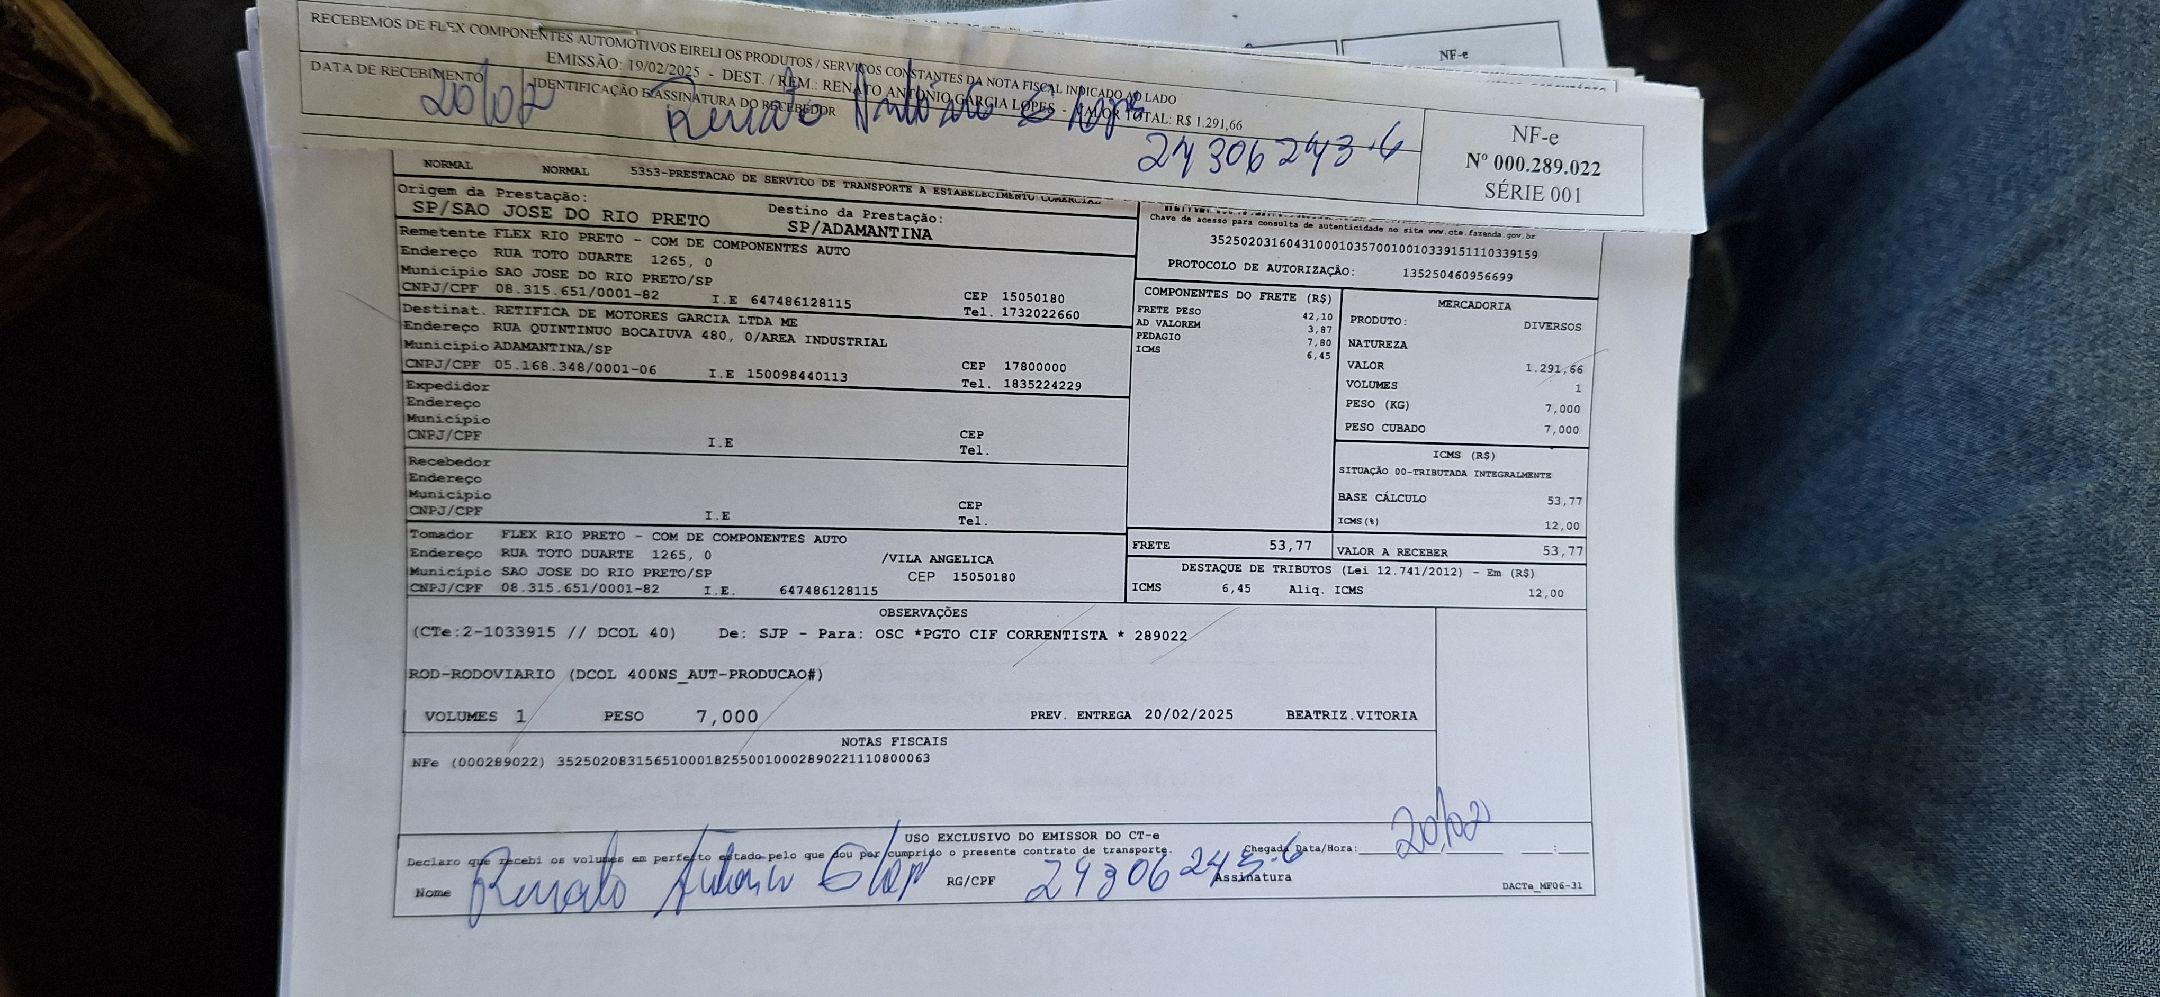 RECEBEMOS DE FLEX COMPONENTES AUTOMOTIVOS EIRELI OS PRODUTOS / SERVIÇOS CONSTANTES DA NOTA FISCAL INDICADO AO LADO
EMISSÃO: 19/02/2025 - DEST. / REM.: RENATO ANTONIO GARCIA LOPES - VALOR TOTAL: R$ 1.291,66
DATA DE RECEBIMENTO
IDENTIFICAÇÃO E ASSINATURA DO RECEBEDOR
20/02
Renato Antonio G Lopes
24306243-6
NF-e
Nº 000.289.022
SÉRIE 001
NF-e
NORMAL NORMAL 5353-PRESTACAO DE SERVICO DE TRANSPORTE A ESTABELECIMENTO COMERCIAL
Origem da Prestação: Destino da Prestação:
SP/SAO JOSE DO RIO PRETO SP/ADAMANTINA
Chave de acesso para consulta de autenticidade no site www.cte.fazenda.gov.br
35250203160431000103570010010339151110339159
PROTOCOLO DE AUTORIZAÇÃO: 135250460956699
Remetente FLEX RIO PRETO - COM DE COMPONENTES AUTO
Endereço RUA TOTO DUARTE 1265, 0
Município SAO JOSE DO RIO PRETO/SP CEP 15050180
CNPJ/CPF 08.315.651/0001-82 I.E 647486128115 Tel. 1732022660
Destinat. RETIFICA DE MOTORES GARCIA LTDA ME
Endereço RUA QUINTINUO BOCAIUVA 480, 0/AREA INDUSTRIAL
Município ADAMANTINA/SP CEP 17800000
CNPJ/CPF 05.168.348/0001-06 I.E 150098440113 Tel. 1835224229
Expedidor
Endereço
Município CEP
CNPJ/CPF I.E Tel.
Recebedor
Endereço
Município CEP
CNPJ/CPF I.E Tel.
Tomador FLEX RIO PRETO - COM DE COMPONENTES AUTO
Endereço RUA TOTO DUARTE 1265, 0 /VILA ANGELICA
Município SAO JOSE DO RIO PRETO/SP CEP 15050180
CNPJ/CPF 08.315.651/0001-82 I.E. 647486128115
COMPONENTES DO FRETE (R$)
FRETE PESO 42,10
AD VALOREM 3,87
PEDAGIO 7,80
ICMS 6,45
MERCADORIA
PRODUTO: DIVERSOS
NATUREZA
VALOR 1.291,66
VOLUMES 1
PESO (KG) 7,000
PESO CUBADO 7,000
ICMS (R$)
SITUAÇÃO 00-TRIBUTADA INTEGRALMENTE
BASE CÁLCULO 53,77
ICMS(%) 12,00
FRETE 53,77 VALOR A RECEBER 53,77
DESTAQUE DE TRIBUTOS (Lei 12.741/2012) - Em (R$)
ICMS 6,45 Aliq. ICMS 12,00
OBSERVAÇÕES
(CTe:2-1033915 // DCOL 40) De: SJP - Para: OSC *PGTO CIF CORRENTISTA * 289022
ROD-RODOVIARIO (DCOL 400NS_AUT-PRODUCAO#)
VOLUMES 1 PESO 7,000 PREV. ENTREGA 20/02/2025 BEATRIZ.VITORIA
NOTAS FISCAIS
NFe (000289022) 35250208315651000182550010002890221110800063
USO EXCLUSIVO DO EMISSOR DO CT-e
Declaro que recebi os volumes em perfeito estado pelo que dou por cumprido o presente contrato de transporte. Chegada Data/Hora: 20/02
Nome Renato Antonio G Lop RG/CPF 24306243-6 Assinatura
DACTe_MF06-31